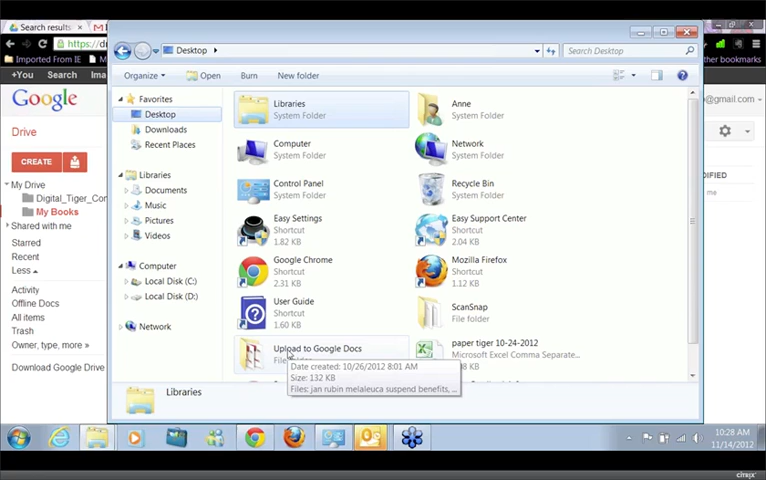 Search results
Desktop
Search Desktop
https://dr
Imported From IE
M
other bookmarks
+You Search Ima
Organize Open Burn New folder
Google
@gmail.com
Drive
CREATE
My Drive
Digital_Tiger_Con
My Books
Shared with me
Starred
Recent
Less
Activity
Offline Docs
All items
Trash
Owner, type, more »
Download Google Drive
Favorites
Desktop
Downloads
Recent Places
Libraries
Documents
Music
Pictures
Videos
Computer
Local Disk (C:)
Local Disk (D:)
Network
Libraries
System Folder
Anne
System Folder
Computer
System Folder
Network
System Folder
Control Panel
System Folder
Recycle Bin
System Folder
Easy Settings
Shortcut
1.82 KB
Easy Support Center
Shortcut
2.04 KB
Google Chrome
Shortcut
2.31 KB
Mozilla Firefox
Shortcut
1.12 KB
User Guide
Shortcut
1.60 KB
ScanSnap
File folder
Upload to Google Docs
paper tiger 10-24-2012
Microsoft Excel Comma Separate...
Date created: 10/26/2012 8:01 AM
Size: 132 KB
Files: jan rubin melaleuca suspend benefits, ...
Libraries
me
10:28 AM
11/14/2012
citrix